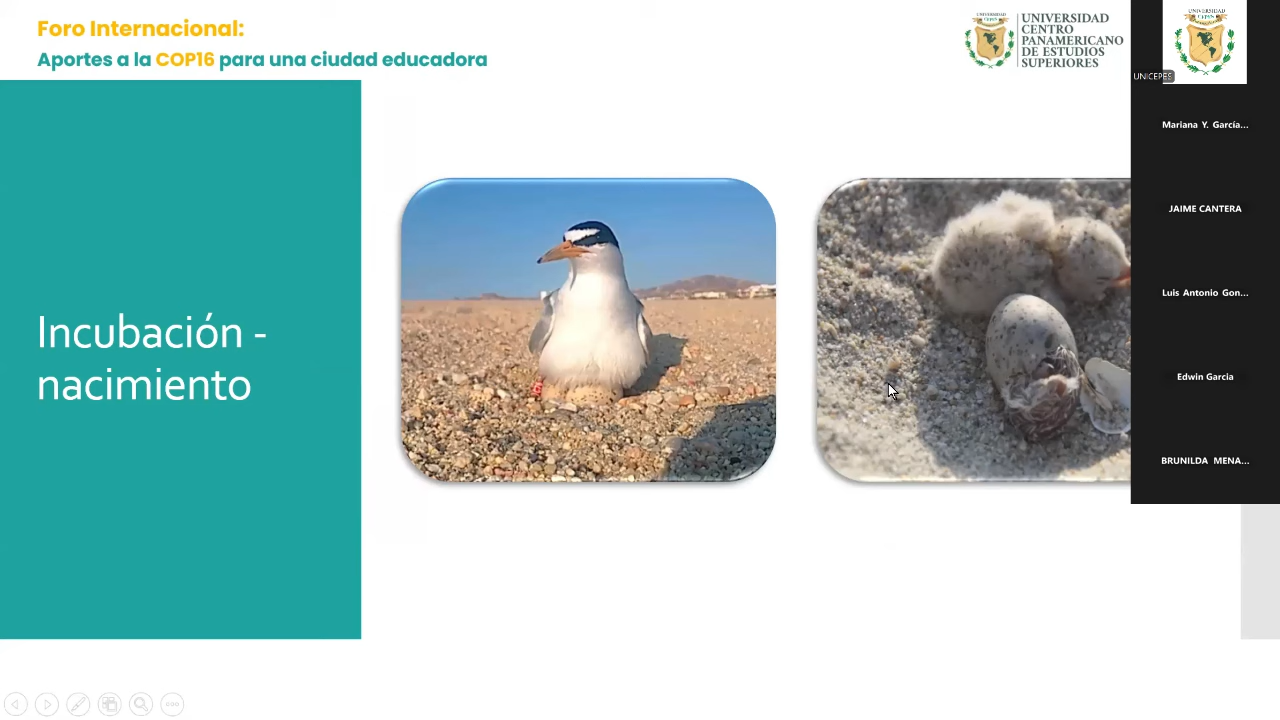 Foro Internacional:
Aportes a la COP16 para una ciudad educadora
UNIVERSIDAD
CENTRO
PANAMERICANO
DE ESTUDIOS
SUPERIORES
UNICEPES
Mariana Y. García...
JAIME CANTERA
Luis Antonio Gon...
Edwin Garcia
BRUNILDA MENA...
Incubación -
nacimiento